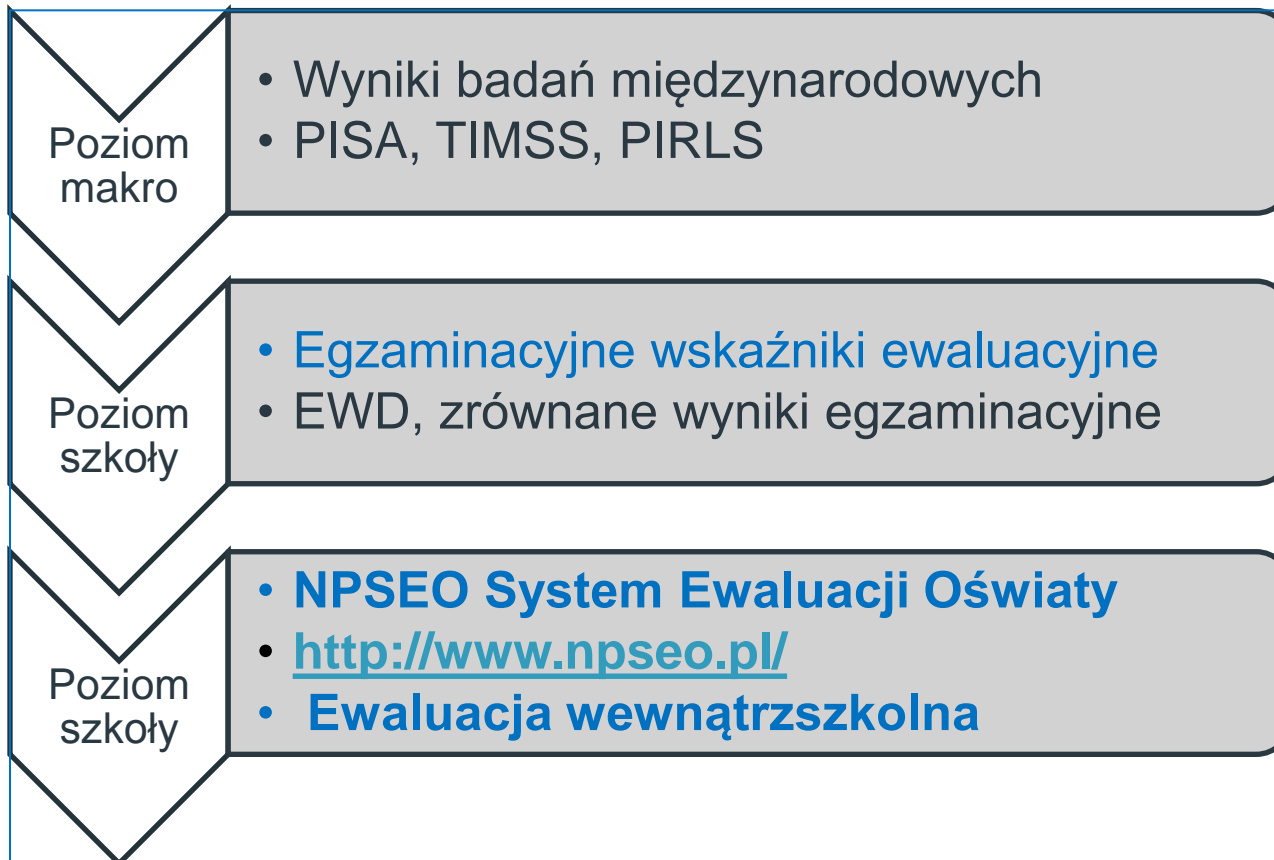 Poziom
makro
• Wyniki badań międzynarodowych
• PISA, TIMSS, PIRLS
Poziom
szkoły
• Egzaminacyjne wskaźniki ewaluacyjne
• EWD, zrównane wyniki egzaminacyjne
Poziom
szkoły
• NPSEO System Ewaluacji Oświaty
• http://www.npseo.pl/
• Ewaluacja wewnątrzszkolna